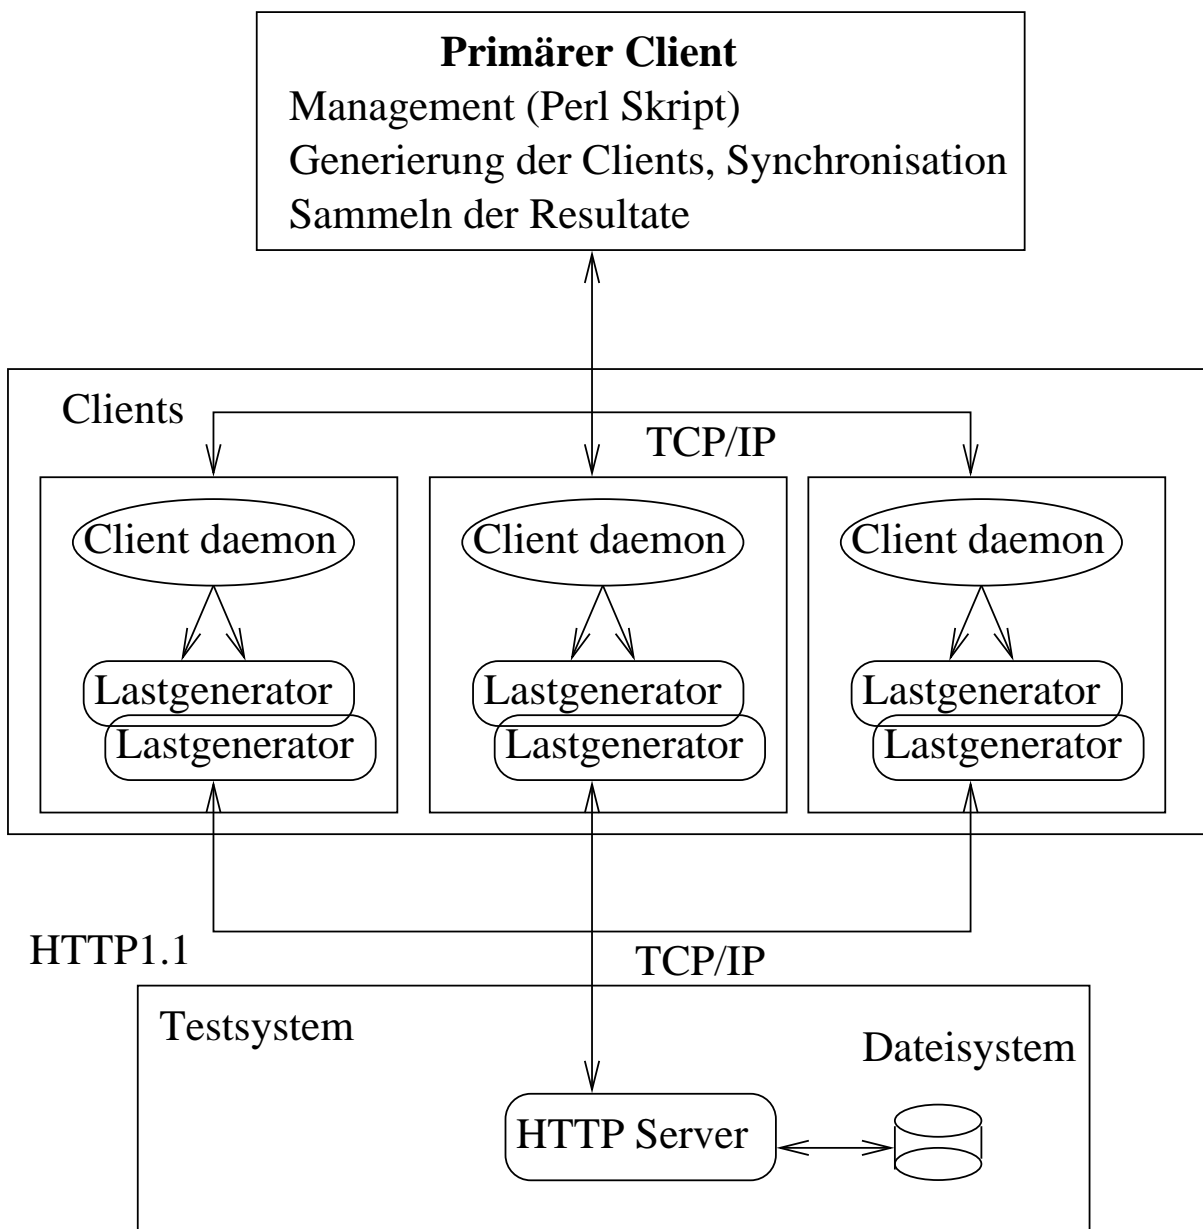 Primärer Client
Management (Perl Skript)
Generierung der Clients, Synchronisation
Sammeln der Resultate
Clients
TCP/IP
Client daemon
Client daemon
Client daemon
Lastgenerator
Lastgenerator
Lastgenerator
Lastgenerator
Lastgenerator
Lastgenerator
HTTP1.1
TCP/IP
Testsystem
Dateisystem
HTTP Server